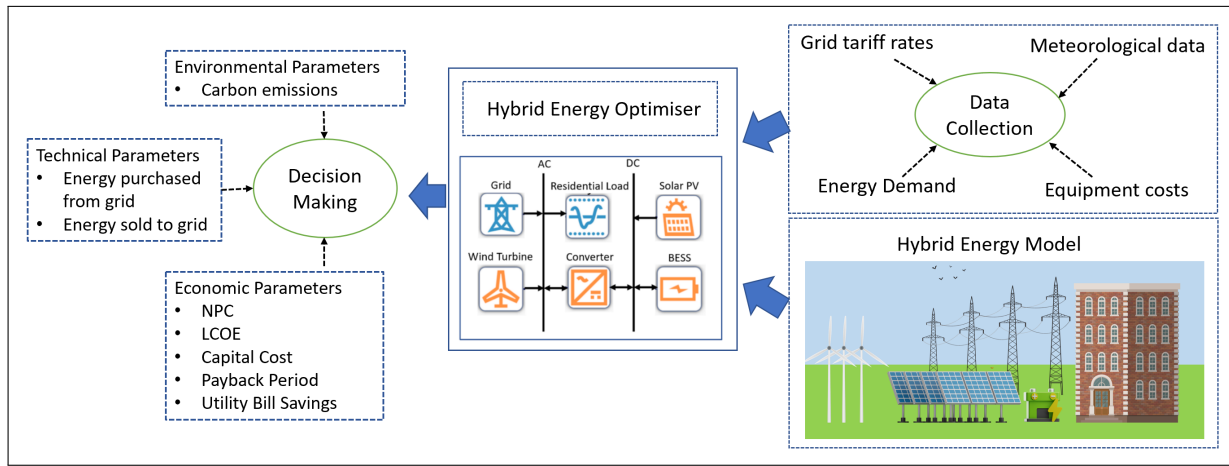 Environmental Parameters
• Carbon emissions
Technical Parameters
• Energy purchased
from grid
• Energy sold to grid
Decision
Making
Economic Parameters
• NPC
• LCOE
• Capital Cost
• Payback Period
• Utility Bill Savings
Hybrid Energy Optimiser
AC
DC
Grid
Residential Load
Solar PV
Wind Turbine
Converter
BESS
Grid tariff rates
Meteorological data
Data
Collection
Energy Demand
Equipment costs
Hybrid Energy Model